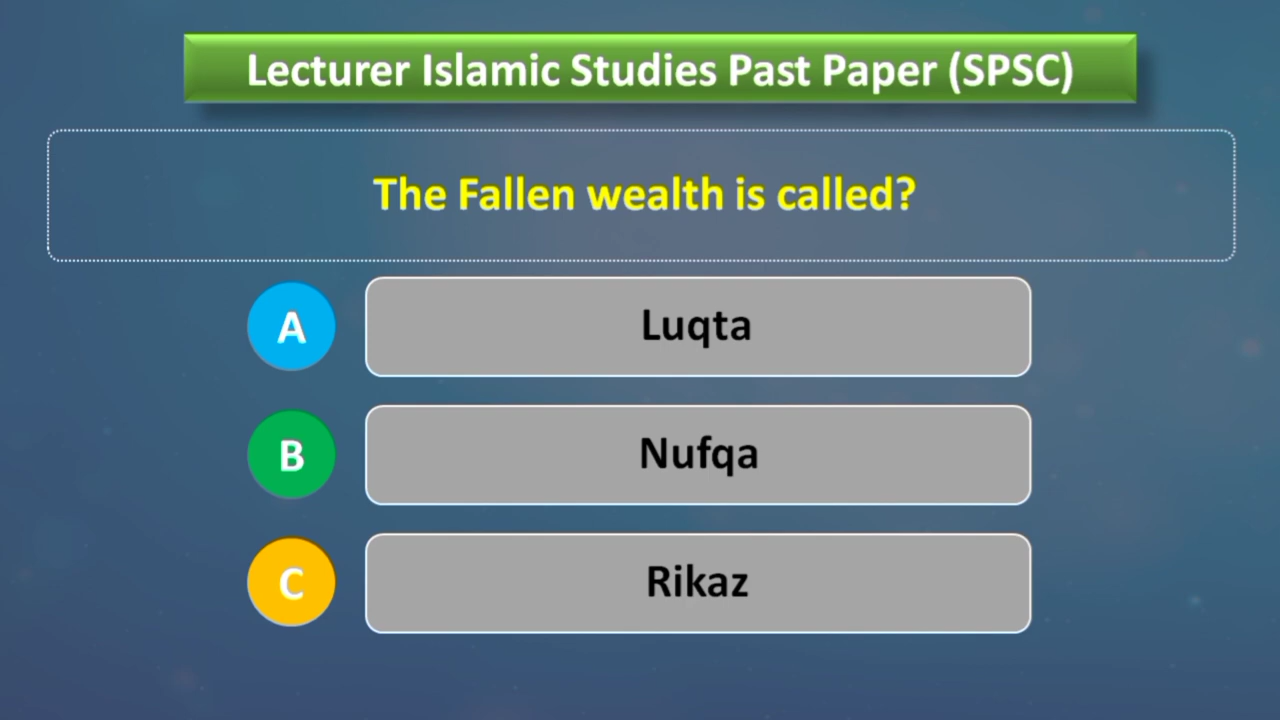 Lecturer Islamic Studies Past Paper (SPSC)
The Fallen wealth is called?
A Luqta
B Nufqa
C Rikaz